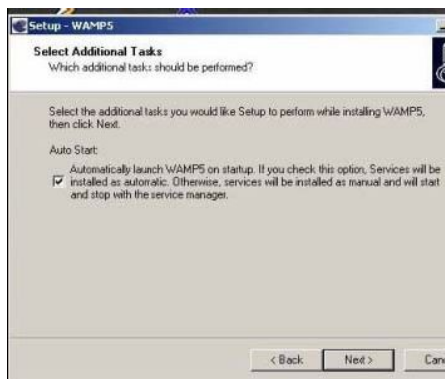 Setup - WAMP5
Select Additional Tasks
Which additional tasks should be performed?
Select the additional tasks you would like Setup to perform while installing WAMP5,
then click Next.
Auto Start:
Automatically launch WAMP5 on startup. If you check this option, Services will be
installed as automatic. Otherwise, services will be installed as manual and will start
and stop with the service manager.
< Back
Next >
Canc